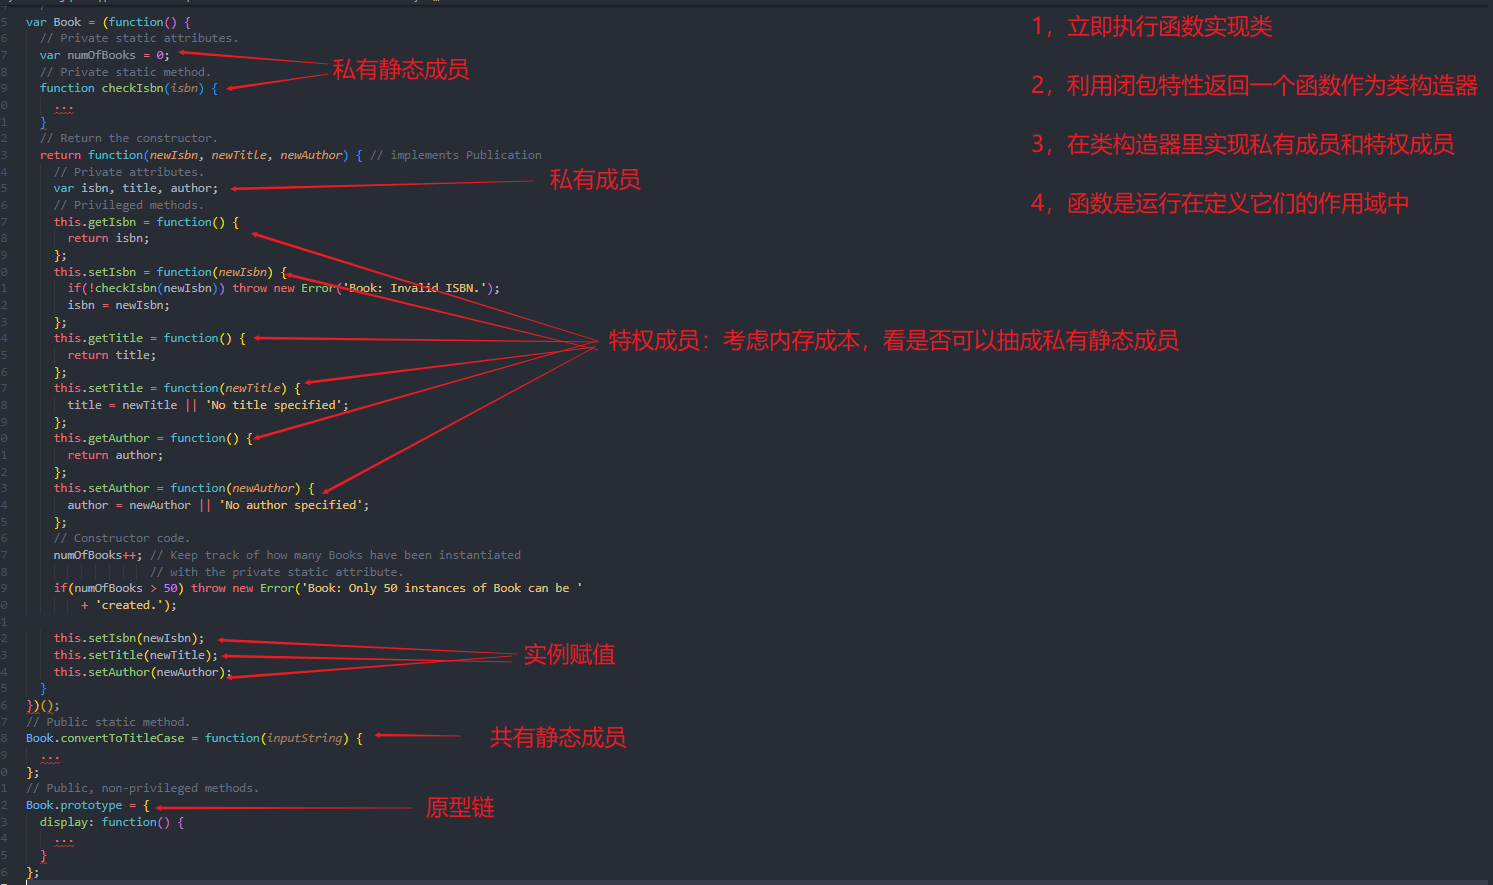 var Book = (function() {
// Private static attributes.
var numOfBooks = 0;
// Private static method.
function checkIsbn(isbn) {
...
}
// Return the constructor.
return function(newIsbn, newTitle, newAuthor) { // implements Publication
// Private attributes.
var isbn, title, author;
// Privileged methods.
this.getIsbn = function() {
return isbn;
};
this.setIsbn = function(newIsbn) {
if(!checkIsbn(newIsbn)) throw new Error('Book: Invalid ISBN.');
isbn = newIsbn;
};
this.getTitle = function() {
return title;
};
this.setTitle = function(newTitle) {
title = newTitle || 'No title specified';
};
this.getAuthor = function() {
return author;
};
this.setAuthor = function(newAuthor) {
author = newAuthor || 'No author specified';
};
// Constructor code.
numOfBooks++; // Keep track of how many Books have been instantiated
// with the private static attribute.
if(numOfBooks > 50) throw new Error('Book: Only 50 instances of Book can be '
+ 'created.');
this.setIsbn(newIsbn);
this.setTitle(newTitle);
this.setAuthor(newAuthor);
}
})();
// Public static method.
Book.convertToTitleCase = function(inputString) {
...
};
// Public, non-privileged methods.
Book.prototype = {
display: function() {
...
}
};
私有静态成员
私有成员
特权成员：考虑内存成本，看是否可以抽成私有静态成员
实例赋值
共有静态成员
原型链
1，立即执行函数实现类
2，利用闭包特性返回一个函数作为类构造器
3，在类构造器里实现私有成员和特权成员
4，函数是运行在定义它们的作用域中